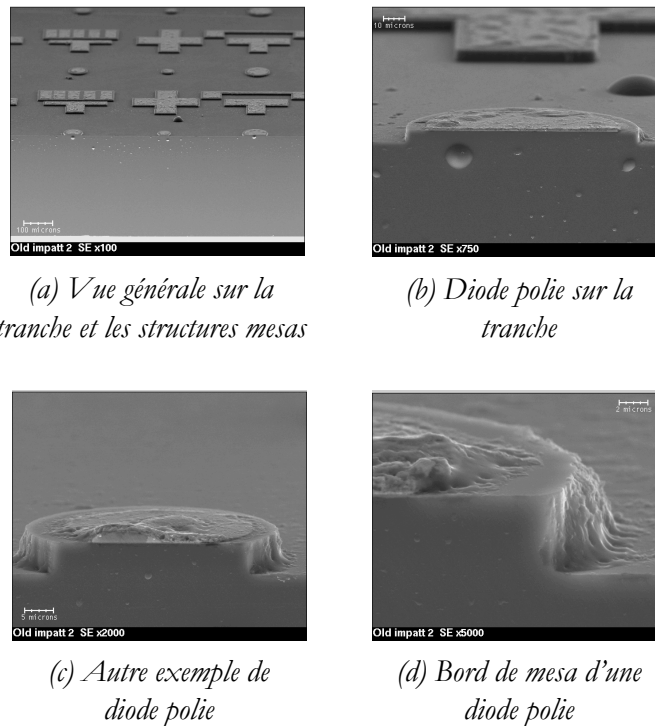 100 microns
Old impatt 2 SE x100
10 microns
Old impatt 2 SE x750
(a) Vue générale sur la
tranche et les structures mesas
(b) Diode polie sur la
tranche
5 microns
Old impatt 2 SE x2000
2 microns
Old impatt 2 SE x5000
(c) Autre exemple de
diode polie
(d) Bord de mesa d'une
diode polie